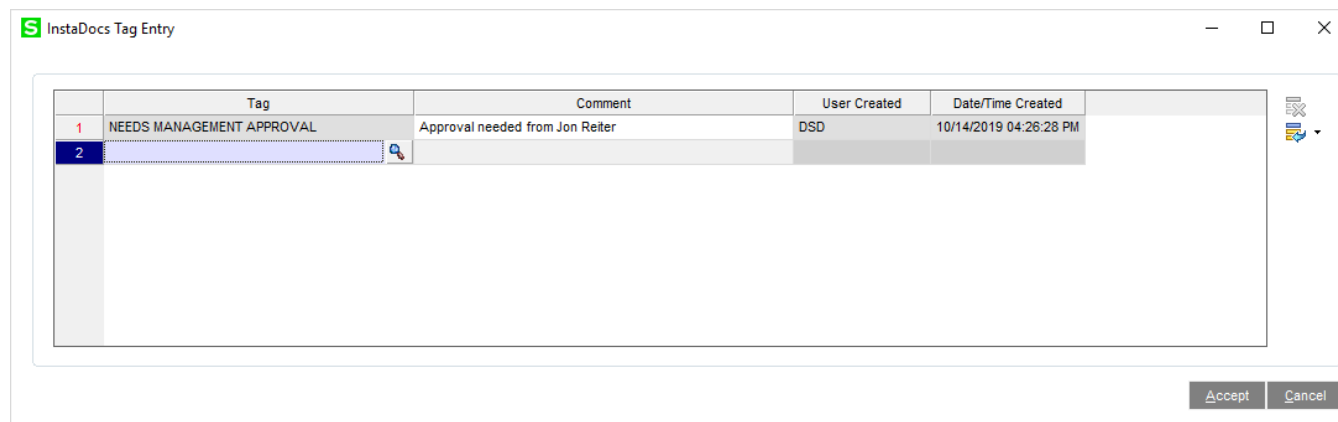 S InstaDocs Tag Entry
Tag Comment User Created Date/Time Created
1 NEEDS MANAGEMENT APPROVAL Approval needed from Jon Reiter DSD 10/14/2019 04:26:28 PM
2
Accept Cancel